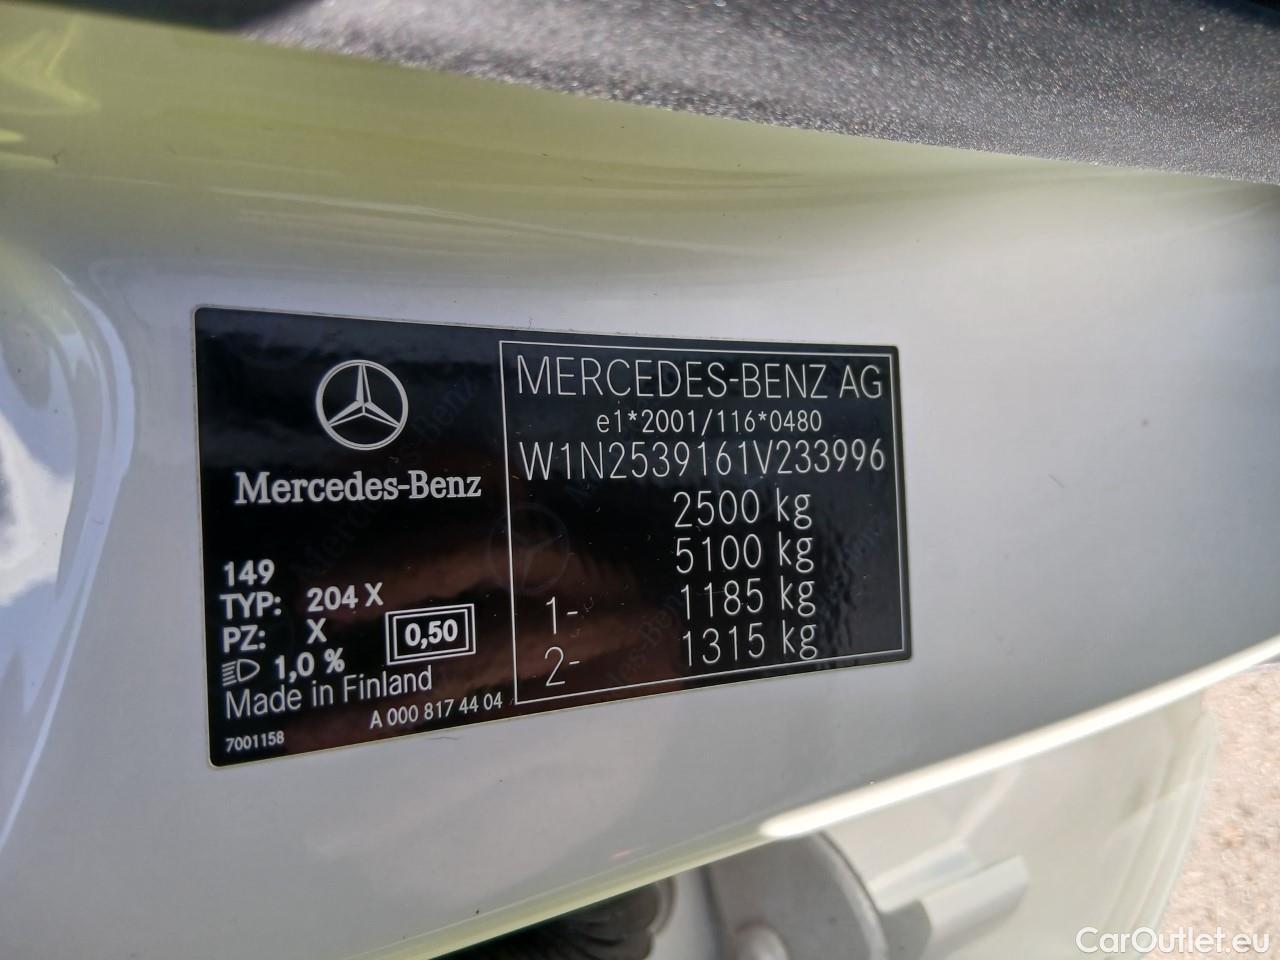 Mercedes-Benz
149
TYP: 204 X
PZ: X
0,50
1,0 %
Made in Finland
A 000 817 44 04
7001158
MERCEDES-BENZ AG
e1*2001/116*0480
W1N2539161V233996
2500 kg
5100 kg
1- 1185 kg
2- 1315 kg
CarOutlet.eu